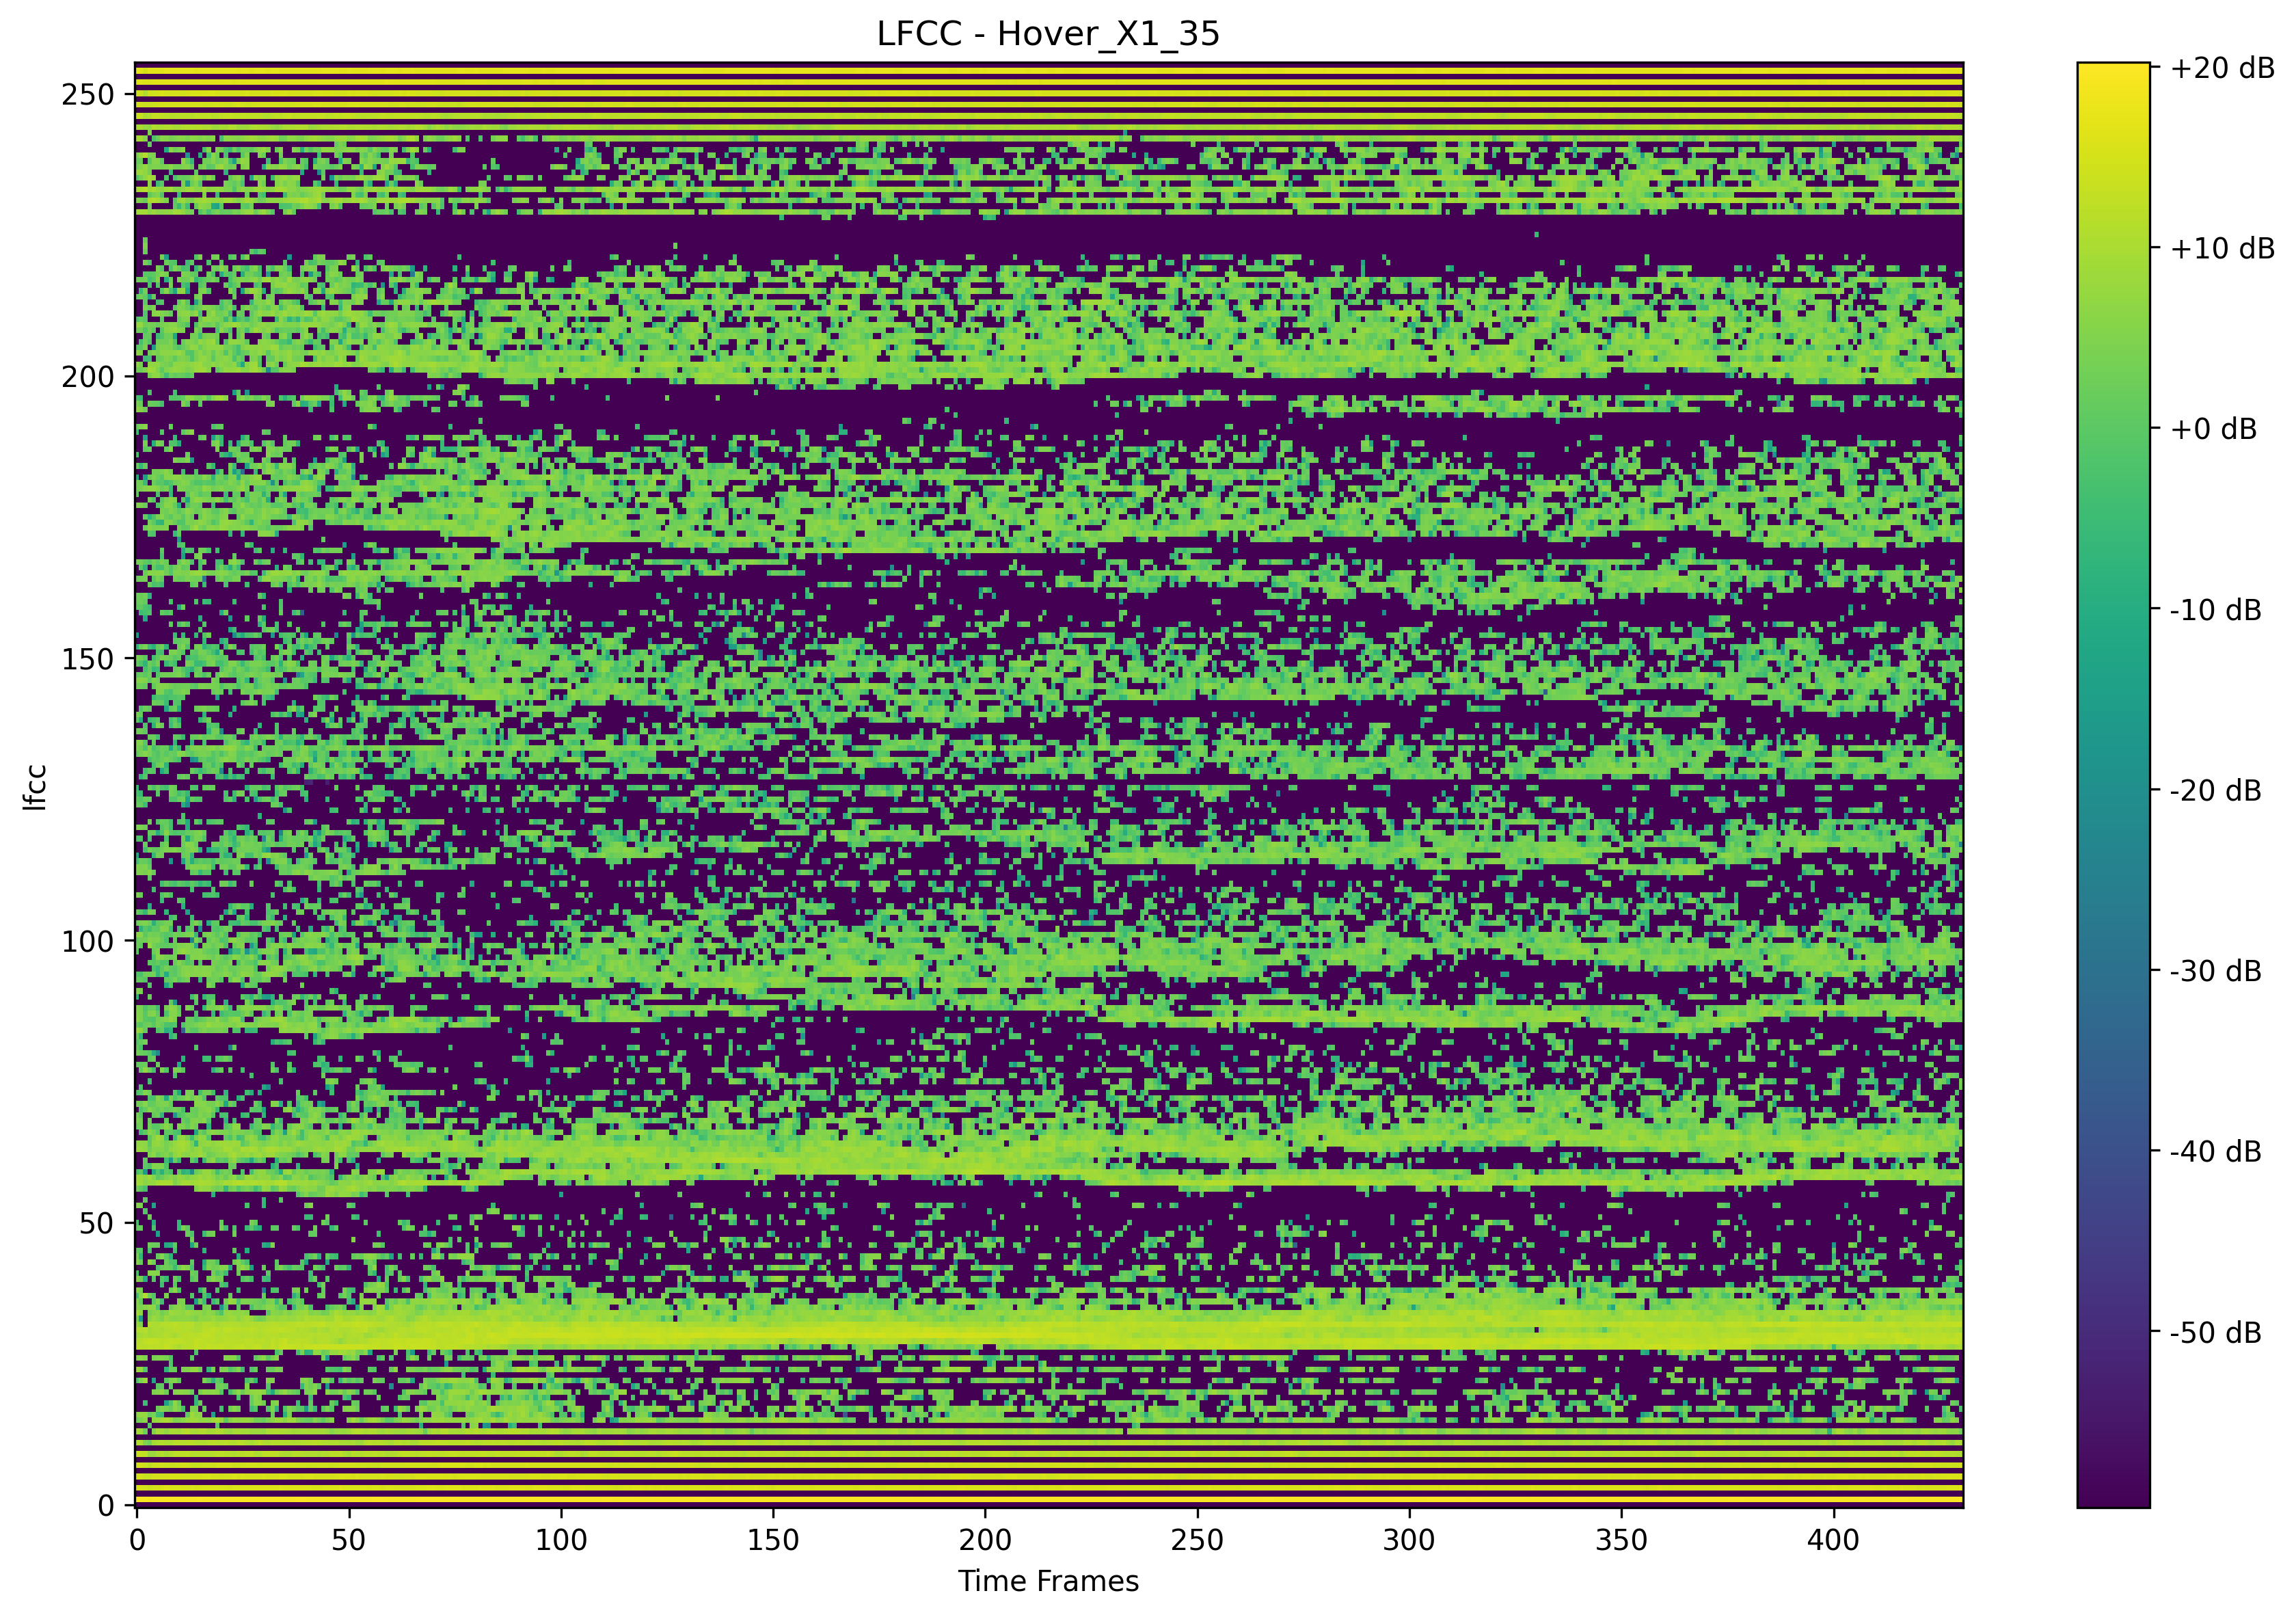 LFCC - Hover_X1_35
250
200
150
100
50
0
lfcc
0 50 100 150 200 250 300 350 400
Time Frames
+20 dB
+10 dB
+0 dB
-10 dB
-20 dB
-30 dB
-40 dB
-50 dB